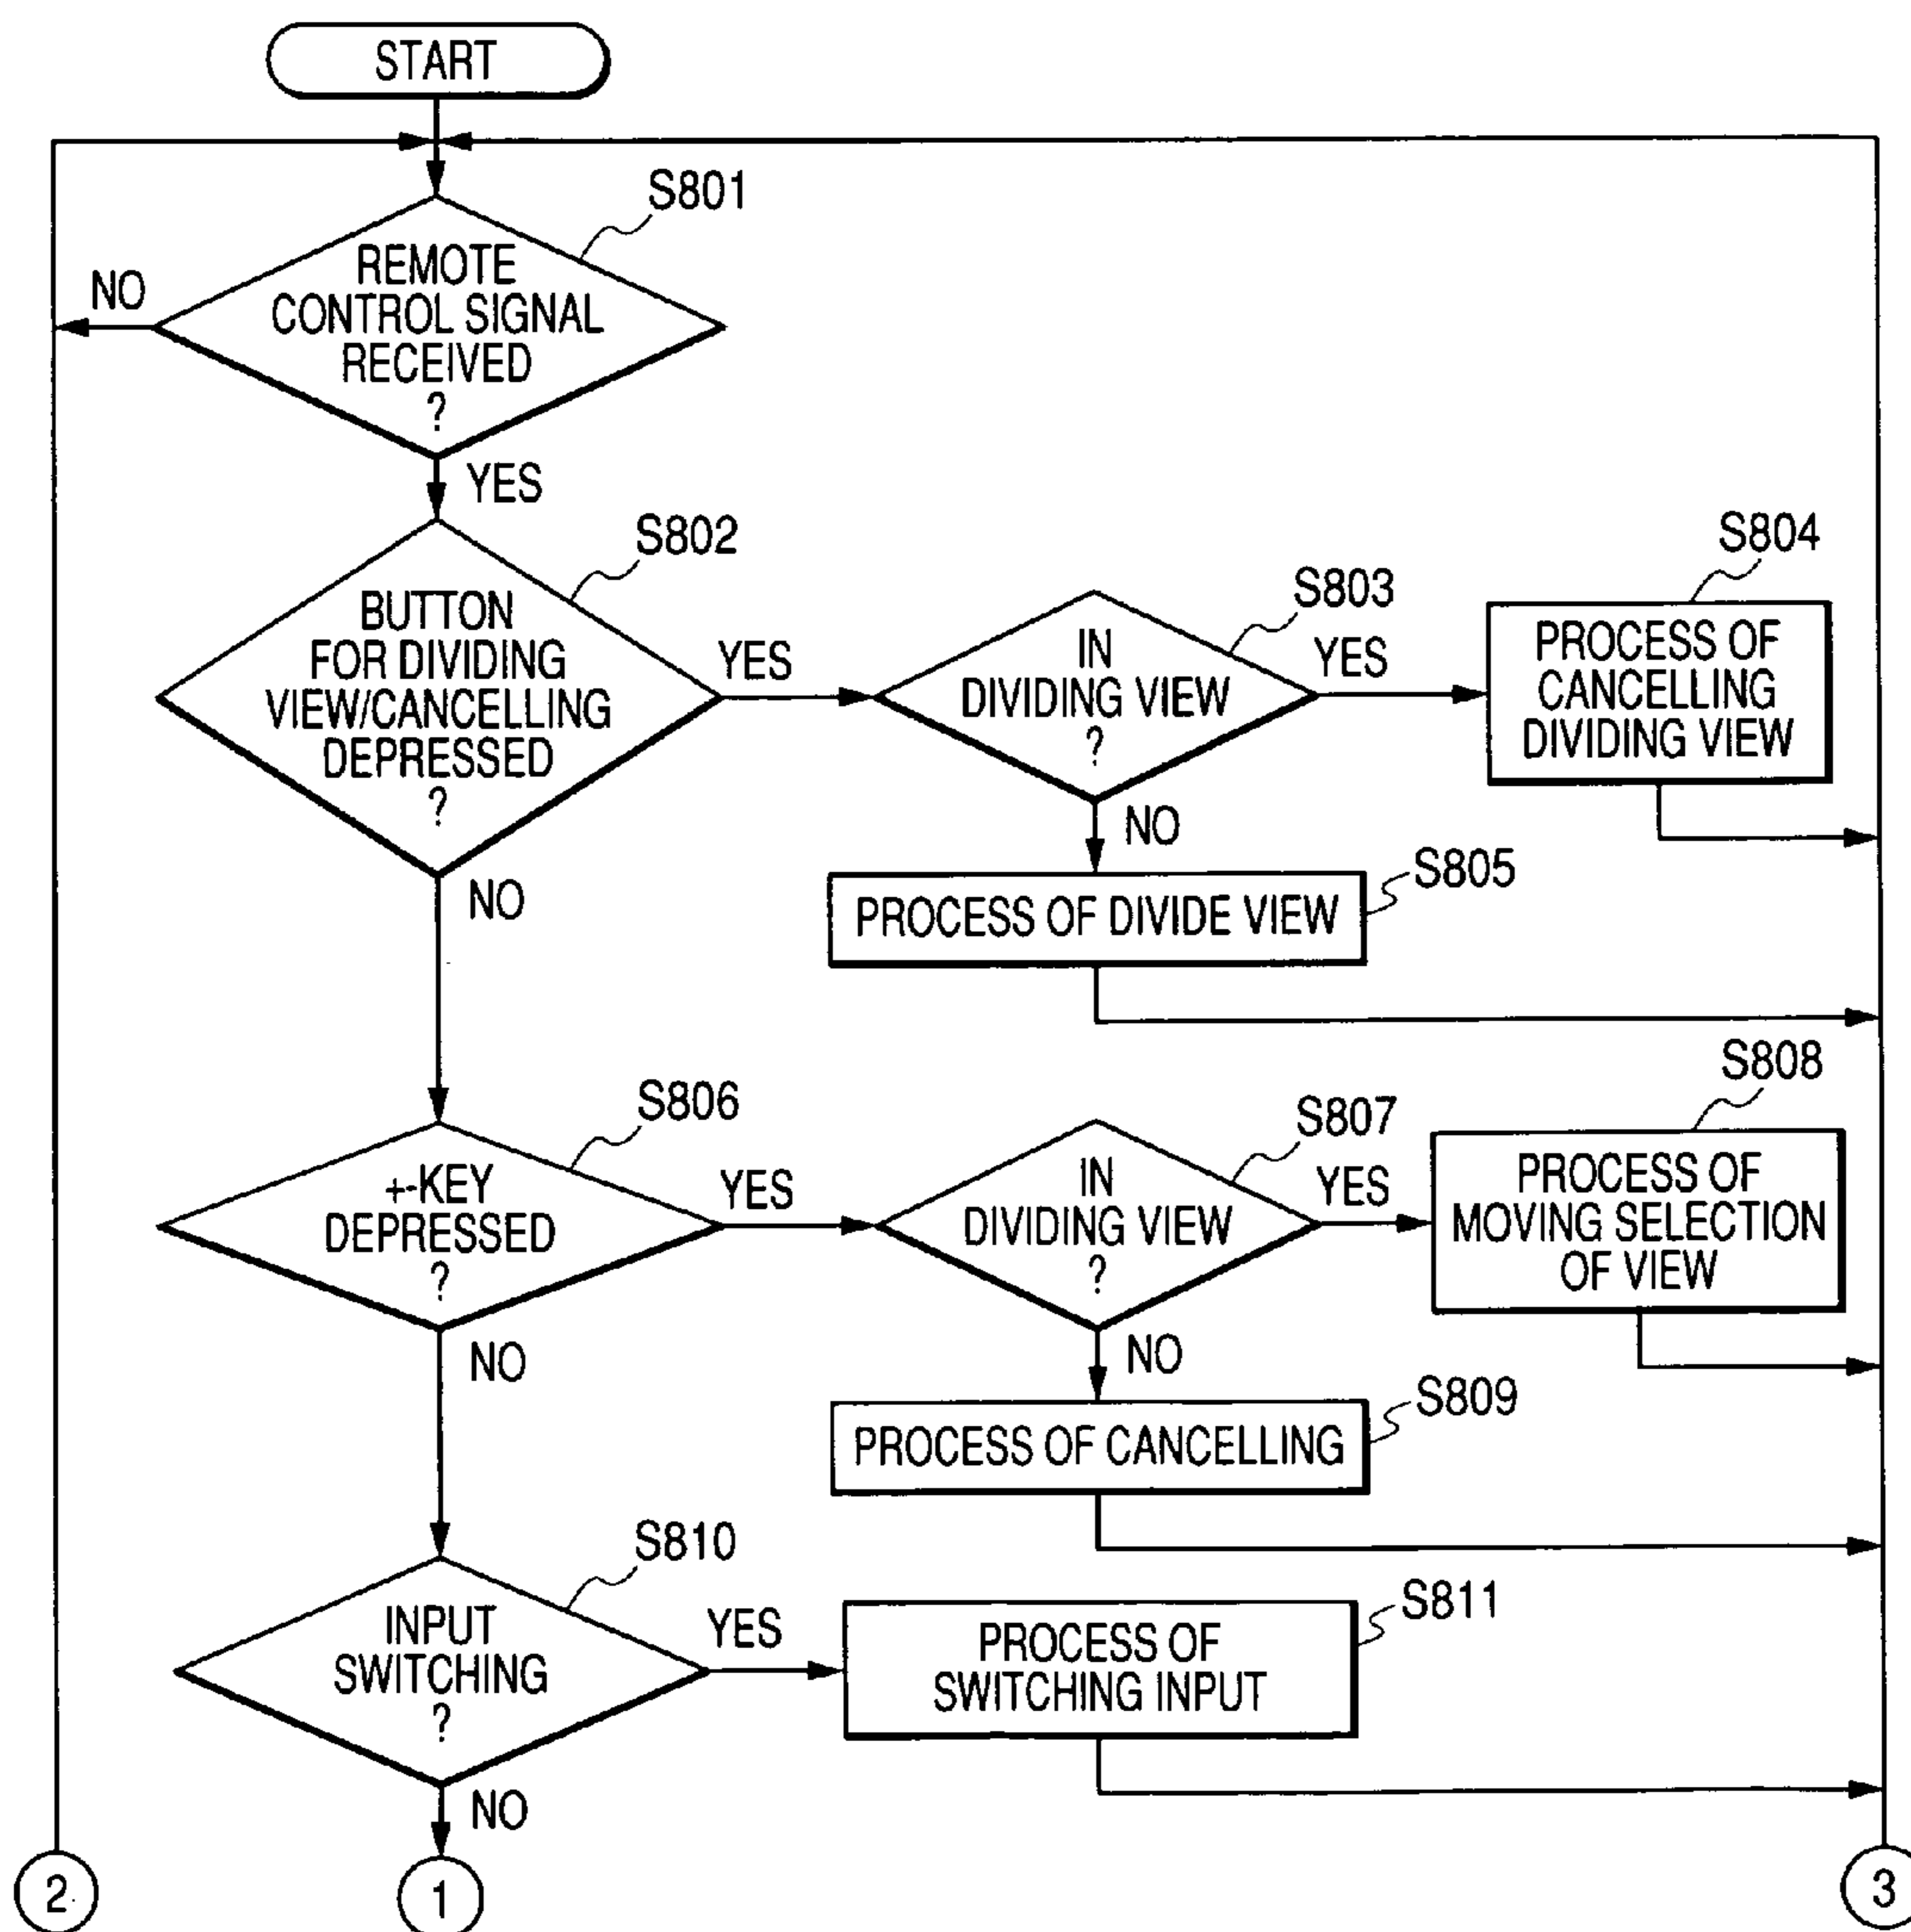 START
S801
REMOTE
CONTROL SIGNAL
RECEIVED
?
NO
YES
S802
BUTTON
FOR DIVIDING
VIEW/CANCELLING
DEPRESSED
?
YES
NO
S803
IN
DIVIDING VIEW
?
YES
NO
S804
PROCESS OF
CANCELLING
DIVIDING VIEW
S805
PROCESS OF DIVIDE VIEW
S806
+-KEY
DEPRESSED
?
YES
NO
S807
IN
DIVIDING VIEW
?
YES
NO
S808
PROCESS OF
MOVING SELECTION
OF VIEW
S809
PROCESS OF CANCELLING
S810
INPUT
SWITCHING
?
YES
NO
S811
PROCESS OF
SWITCHING INPUT
2
1
3